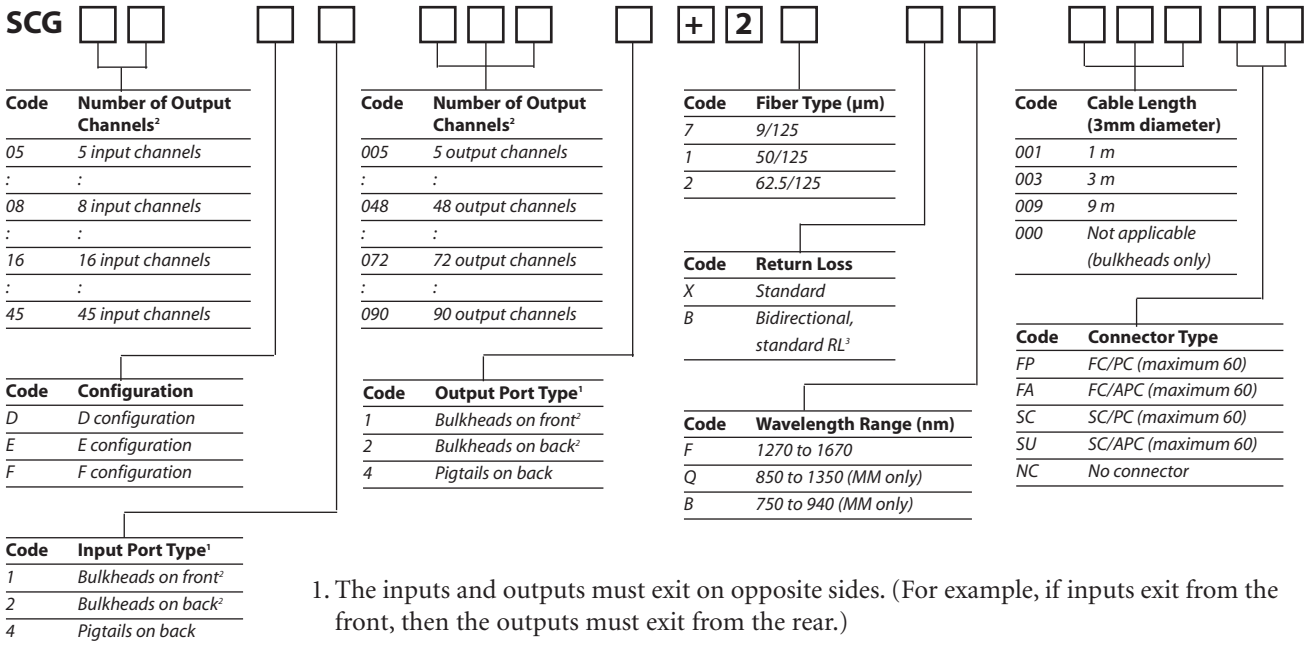 SCG + 2
Code Number of Output Channels²
05 5 input channels
: :
08 8 input channels
: :
16 16 input channels
: :
45 45 input channels
Code Configuration
D D configuration
E E configuration
F F configuration
Code Input Port Type¹
1 Bulkheads on front²
2 Bulkheads on back²
4 Pigtails on back
Code Number of Output Channels²
005 5 output channels
: :
048 48 output channels
: :
072 72 output channels
: :
090 90 output channels
Code Output Port Type¹
1 Bulkheads on front²
2 Bulkheads on back²
4 Pigtails on back
Code Fiber Type (µm)
7 9/125
1 50/125
2 62.5/125
Code Return Loss
X Standard
B Bidirectional,
standard RL³
Code Wavelength Range (nm)
F 1270 to 1670
Q 850 to 1350 (MM only)
B 750 to 940 (MM only)
Code Cable Length
(3mm diameter)
001 1 m
003 3 m
009 9 m
000 Not applicable
(bulkheads only)
Code Connector Type
FP FC/PC (maximum 60)
FA FC/APC (maximum 60)
SC SC/PC (maximum 60)
SU SC/APC (maximum 60)
NC No connector
1. The inputs and outputs must exit on opposite sides. (For example, if inputs exit from the
front, then the outputs must exit from the rear.)